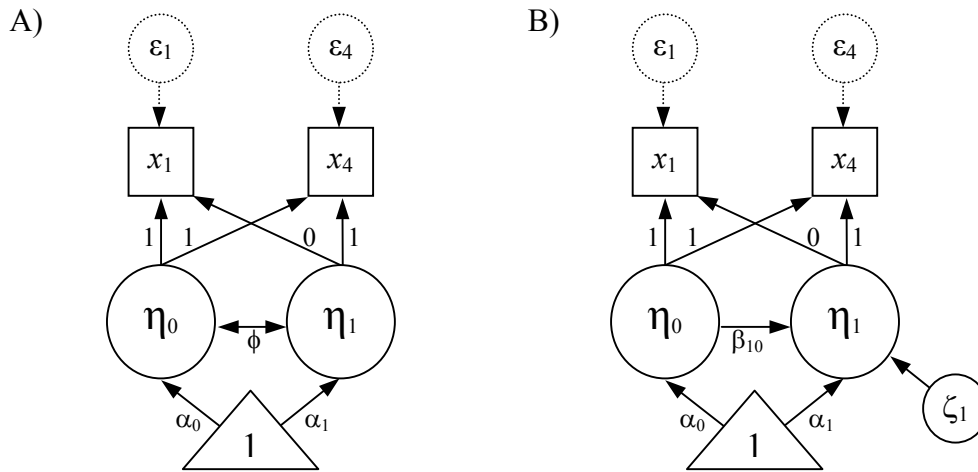 A) B)
ε₁ ε₄ ε₁ ε₄
x₁ x₄ x₁ x₄
1 1 0 1 1 1 0 1
η₀ η₁ η₀ η₁
ϕ β₁₀
α₀ α₁ α₀ α₁ ζ₁
1 1